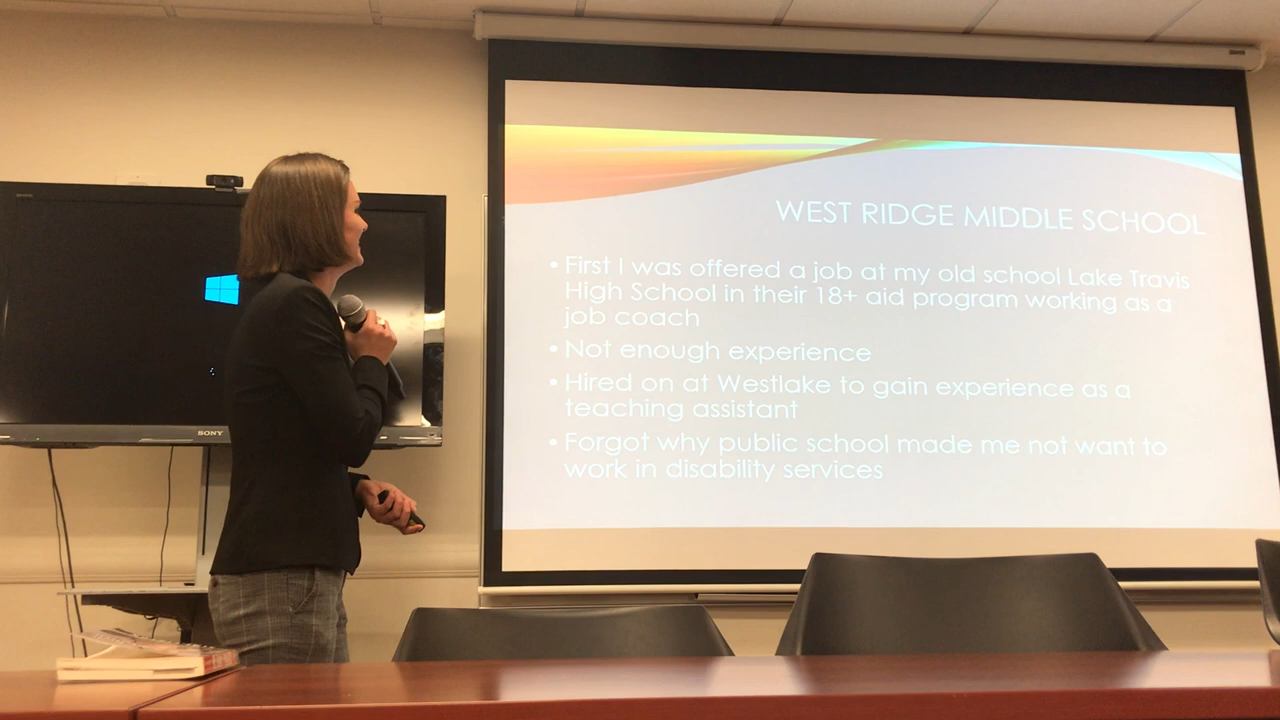 WEST RIDGE MIDDLE SCHOOL
• First I was offered a job at my old school Lake Travis
High School in their 18+ aid program working as a
job coach
• Not enough experience
• Hired on at Westlake to gain experience as a
teaching assistant
• Forgot why public school made me not want to
work in disability services
SONY